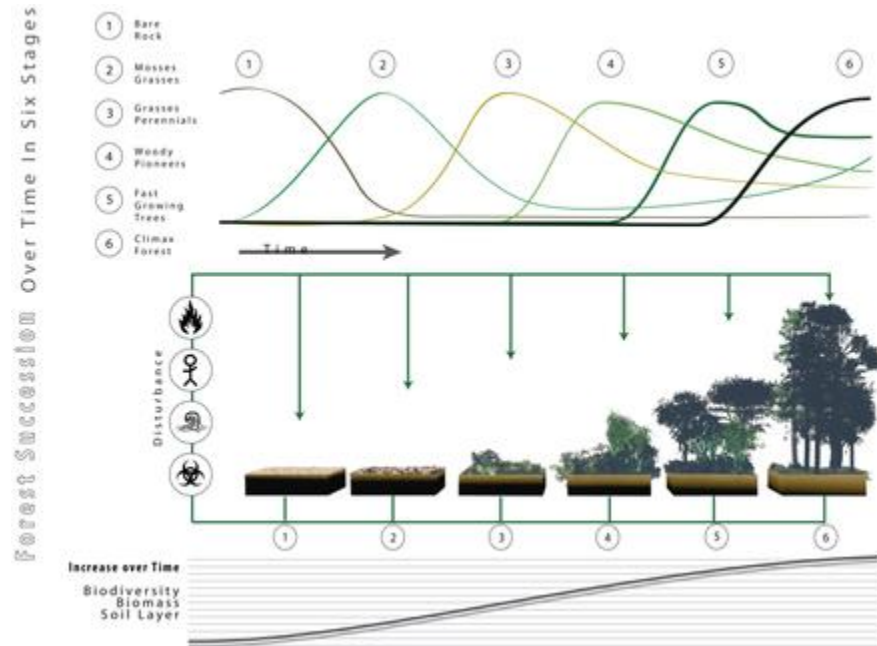 Forest Succession Over Time In Six Stages
1 Bare
Rock
2 Mosses
Grasses
3 Grasses
Perennials
4 Woody
Pioneers
5 Fast
Growing
Trees
6 Climax
Forest
1 2 3 4 5 6
Time
Disturbance
1 2 3 4 5 6
Increase over Time
Biodiversity
Biomass
Soil Layer